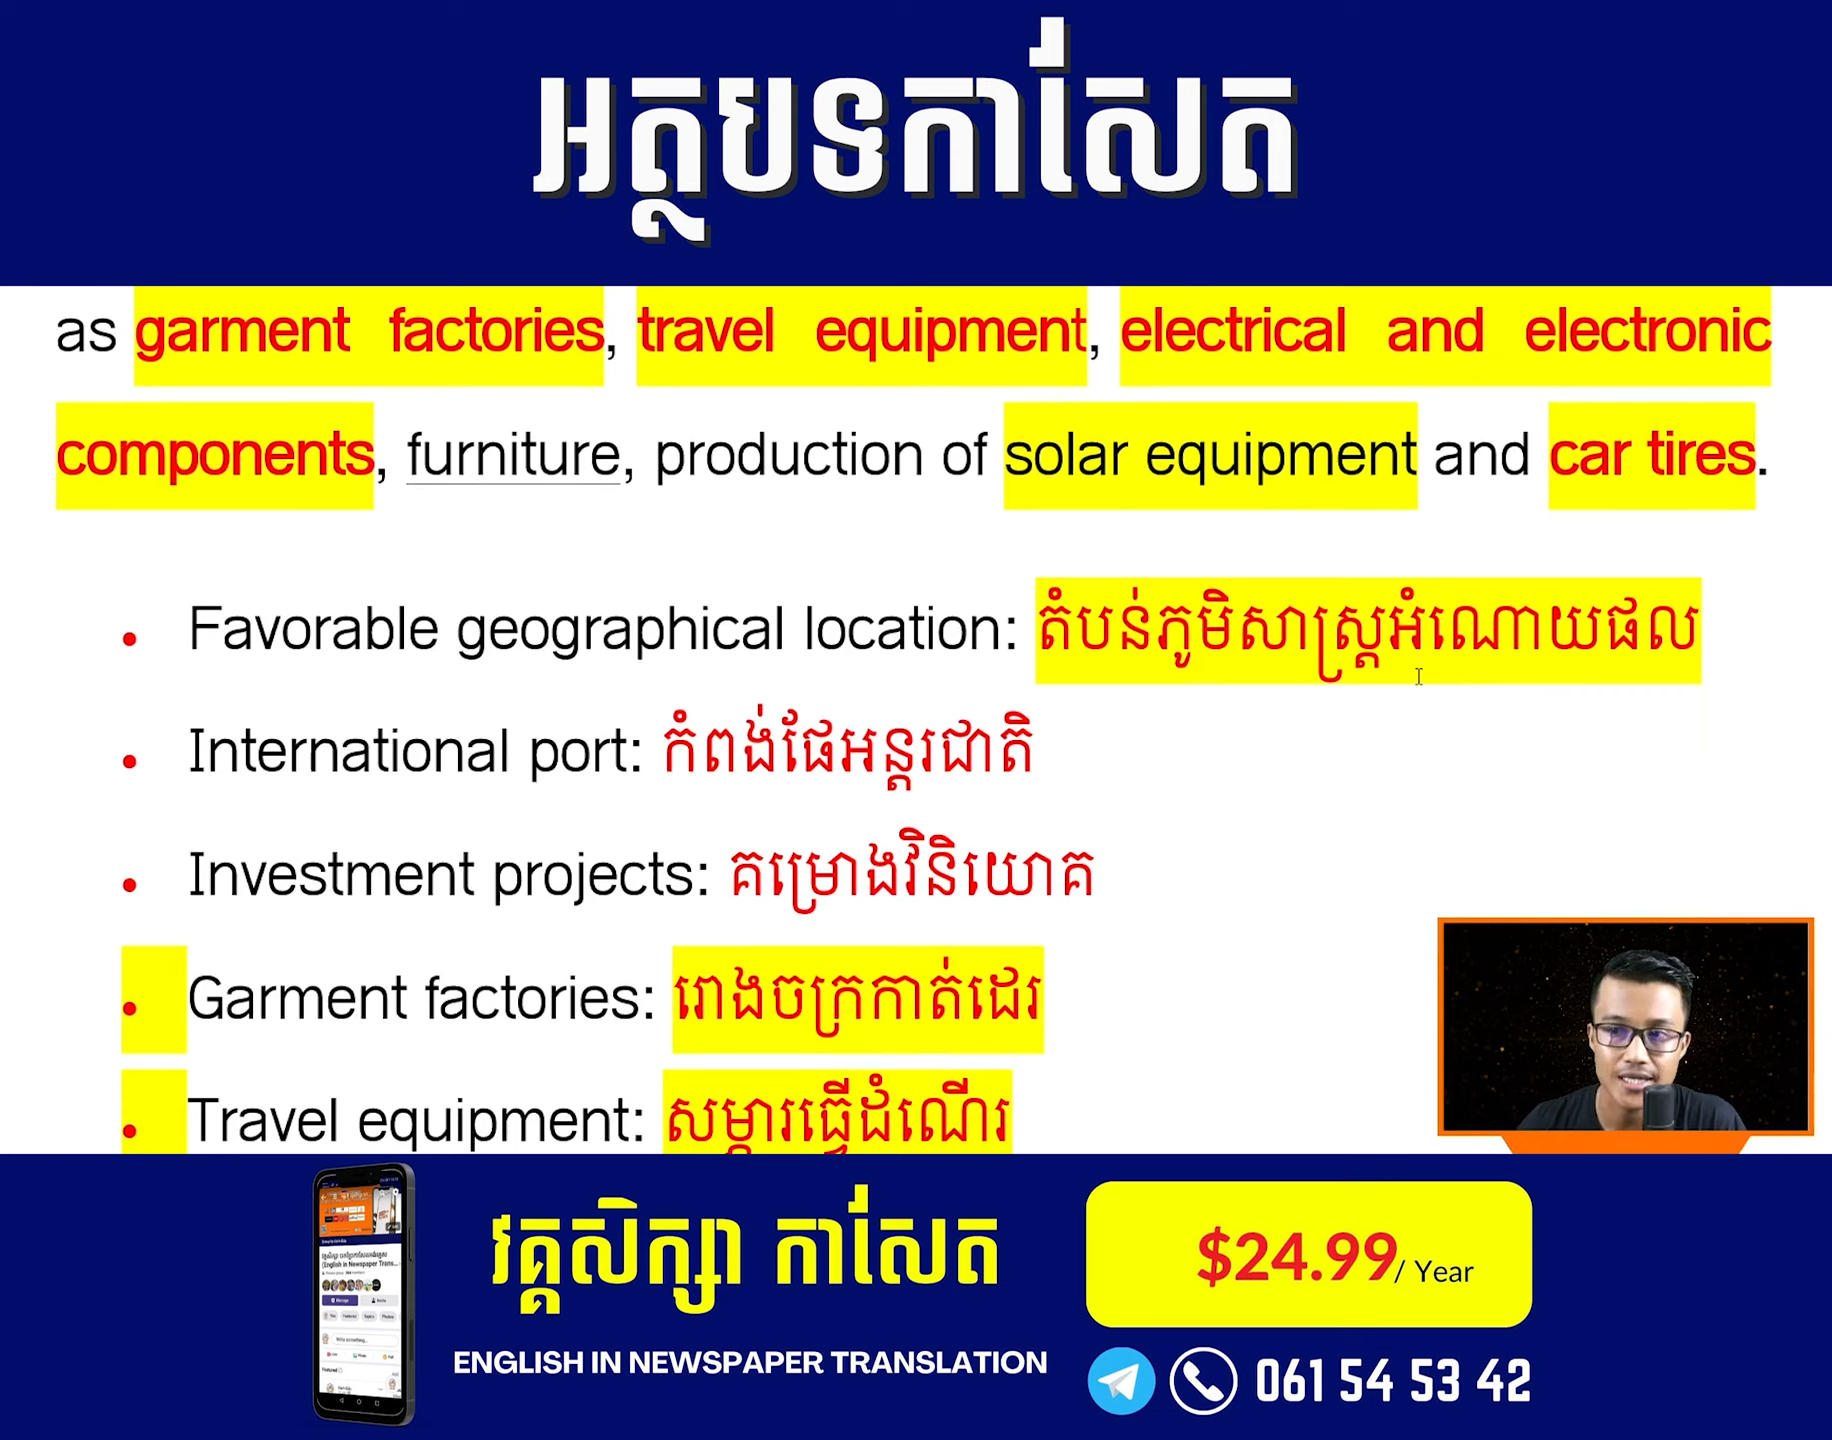 អត្ថបទកាសែត
as garment factories, travel equipment, electrical and electronic
components, furniture, production of solar equipment and car tires.
• Favorable geographical location: តំបន់ភូមិសាស្ត្រអំណោយផល
• International port: កំពង់ផែអន្តរជាតិ
• Investment projects: គម្រោងវិនិយោគ
• Garment factories: រោងចក្រកាត់ដេរ
• Travel equipment: សម្ភារធ្វើដំណើរ
វគ្គសិក្សា កាសែត
ENGLISH IN NEWSPAPER TRANSLATION
$24.99/ Year
061 54 53 42